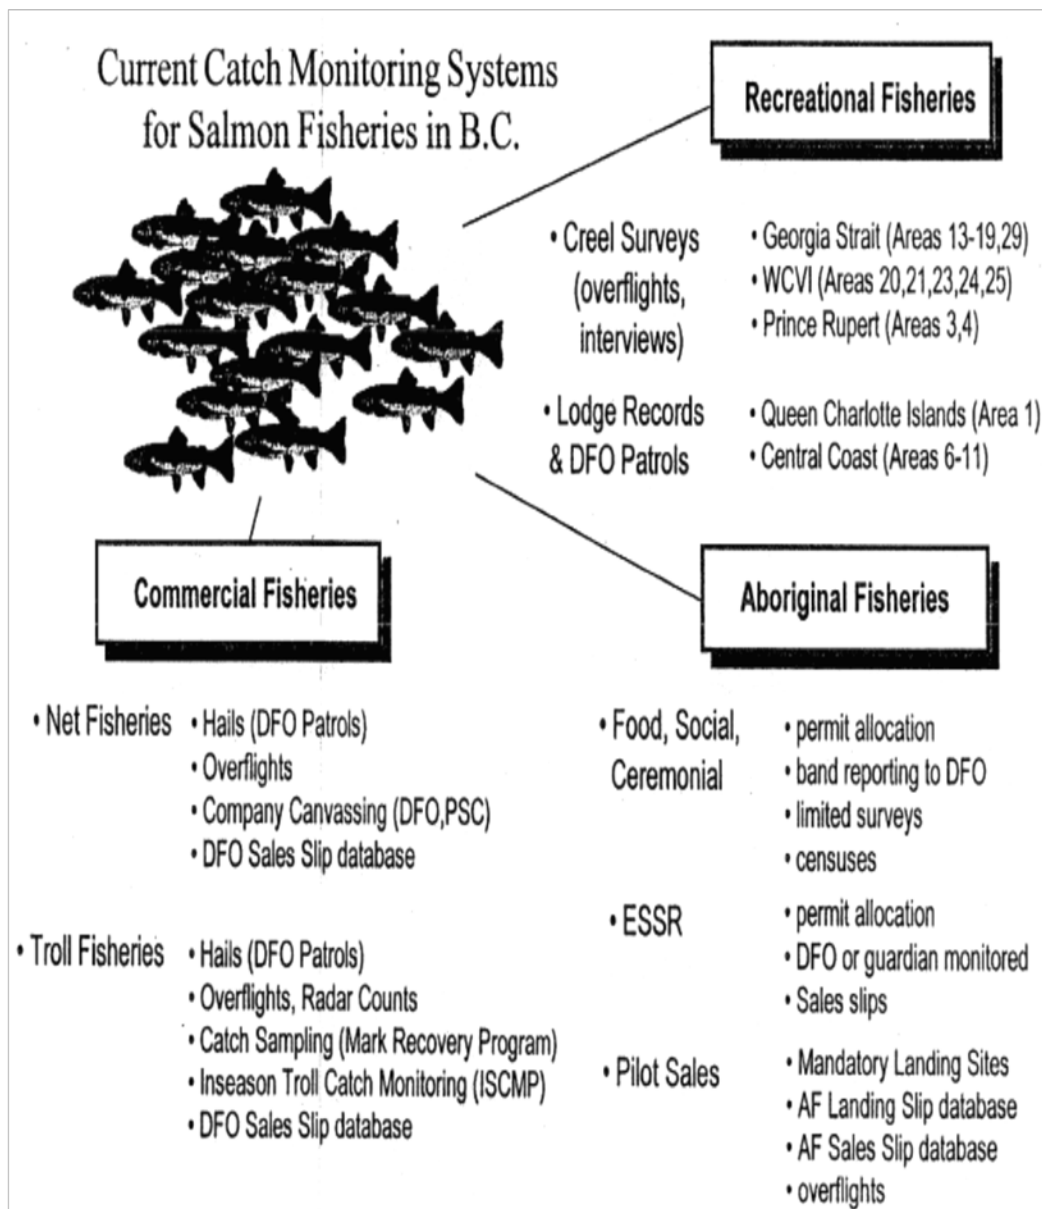 Current Catch Monitoring Systems
for Salmon Fisheries in B.C.
Recreational Fisheries
• Creel Surveys
(overflights,
interviews)
• Georgia Strait (Areas 13-19,29)
• WCVI (Areas 20,21,23,24,25)
• Prince Rupert (Areas 3,4)
• Lodge Records
& DFO Patrols
• Queen Charlotte Islands (Area 1)
• Central Coast (Areas 6-11)
Commercial Fisheries
• Net Fisheries
• Hails (DFO Patrols)
• Overflights
• Company Canvassing (DFO,PSC)
• DFO Sales Slip database
• Troll Fisheries
• Hails (DFO Patrols)
• Overflights, Radar Counts
• Catch Sampling (Mark Recovery Program)
• Inseason Troll Catch Monitoring (ISCMP)
• DFO Sales Slip database
Aboriginal Fisheries
• Food, Social,
Ceremonial
• permit allocation
• band reporting to DFO
• limited surveys
• censuses
• ESSR
• permit allocation
• DFO or guardian monitored
• Sales slips
• Pilot Sales
• Mandatory Landing Sites
• AF Landing Slip database
• AF Sales Slip database
• overflights